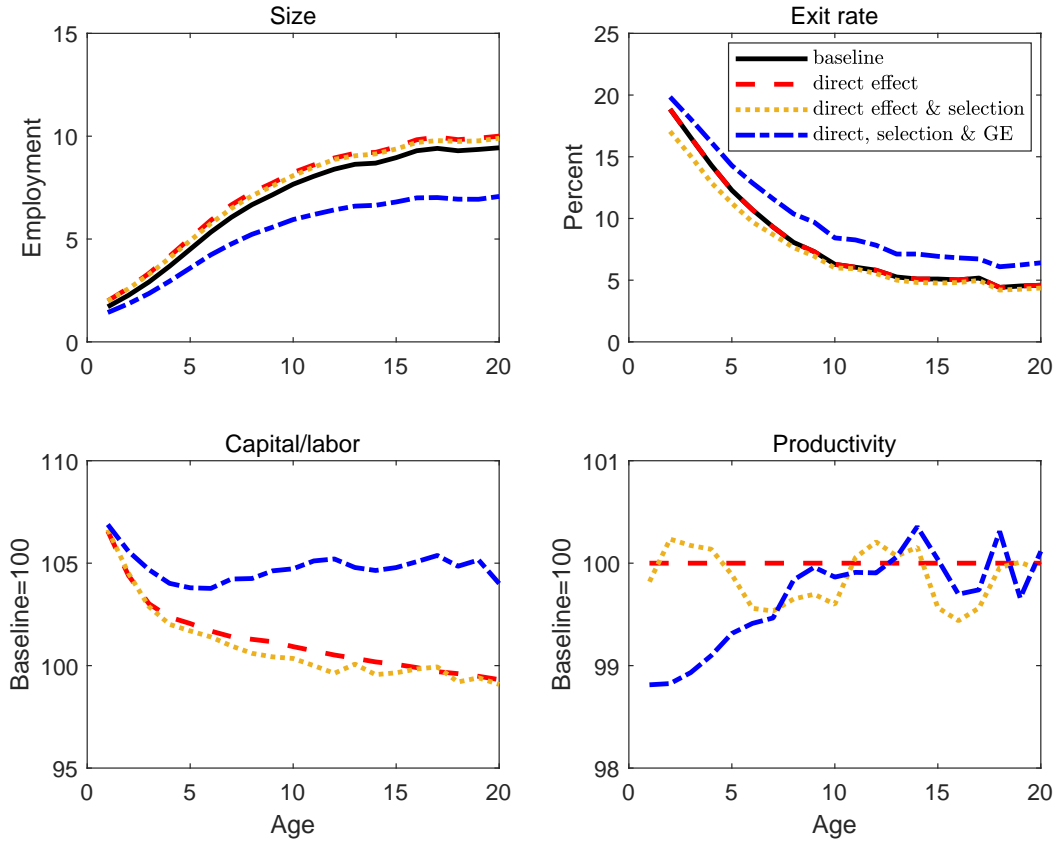 Size
Employment
15
10
5
0
0 5 10 15 20
Exit rate
Percent
25
20
15
10
5
0
0 5 10 15 20
baseline
direct effect
direct effect & selection
direct, selection & GE
Capital/labor
Baseline=100
110
105
100
95
0 5 10 15 20
Age
Productivity
Baseline=100
101
100
99
98
0 5 10 15 20
Age